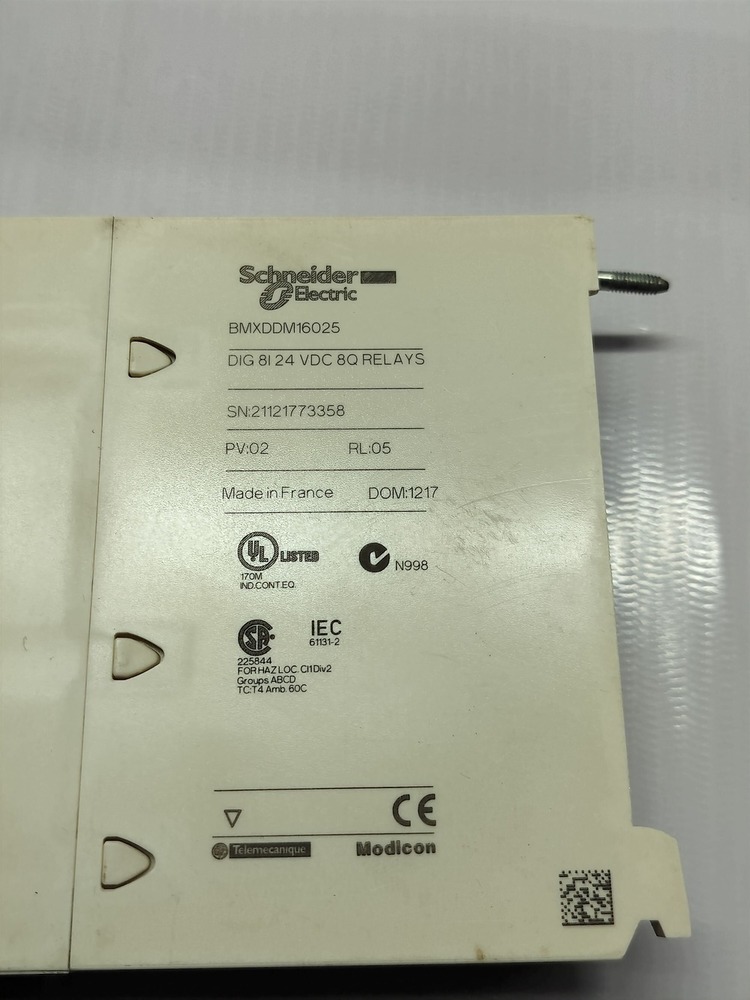 Schneider
Electric
BMXDDM16025
DIG 8I 24 VDC 8Q RELAYS
SN:21121773358
PV:02 RL:05
Made in France DOM:1217
UL LISTED N998
170M
IND.CONT.EQ.
SA IEC
61131-2
225844
FOR HAZ LOC. Cl1Div2
Groups ABCD
TC:T4 Amb. 60C
CE
Telemecanique Modicon